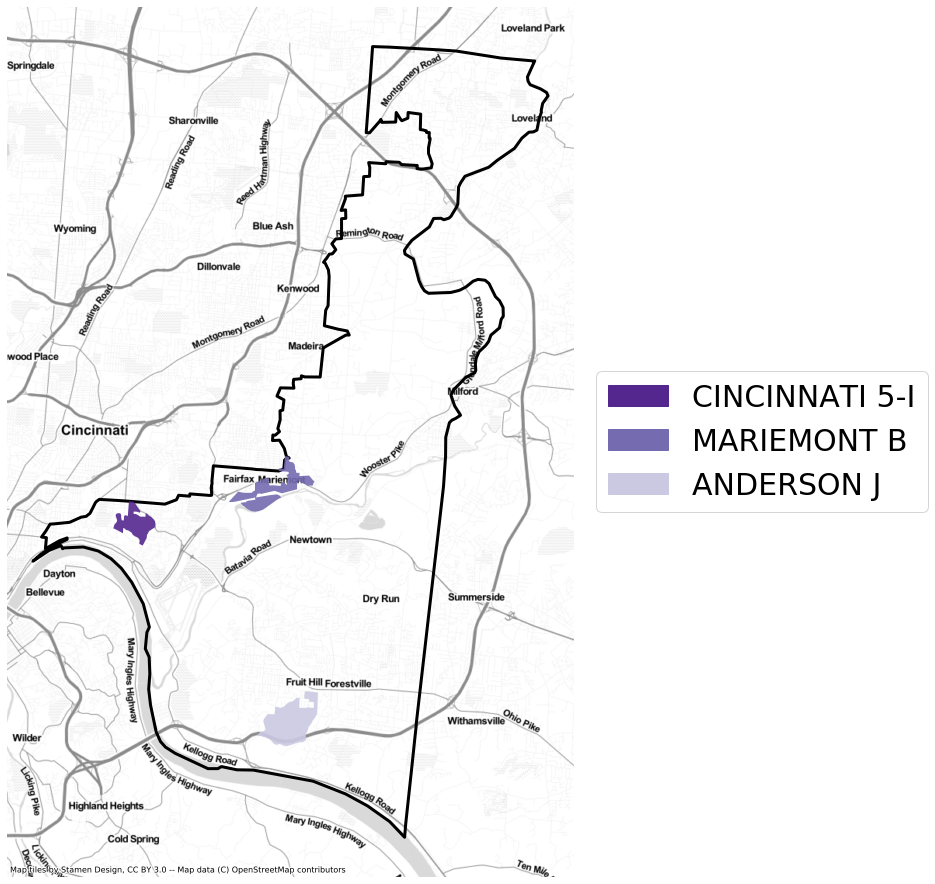 Loveland Park
Springdale
Montgomery Road
Sharonville
Loveland
Reading Road
Reed Hartman Highway
Wyoming
Blue Ash
Remington Road
Dillonvale
Kenwood
Reading Road
Montgomery Road
Glendale Milford Road
Madeira
wood Place
Milford
CINCINNATI 5-I
Cincinnati
MARIEMONT B
Wooster Pike
Fairfax
Mariemont
ANDERSON J
Newtown
Batavia Road
Dayton
Bellevue
Dry Run
Summerside
Mary Ingles Highway
Fruit Hill
Forestville
Withamsville
Ohio Pike
Wilder
Kellogg Road
Mary Ingles Highway
Licking Pike
Kellogg Road
Highland Heights
Mary Ingles Highway
Cold Spring
Ten Mile
Map tiles by Stamen Design, CC BY 3.0 -- Map data (C) OpenStreetMap contributors